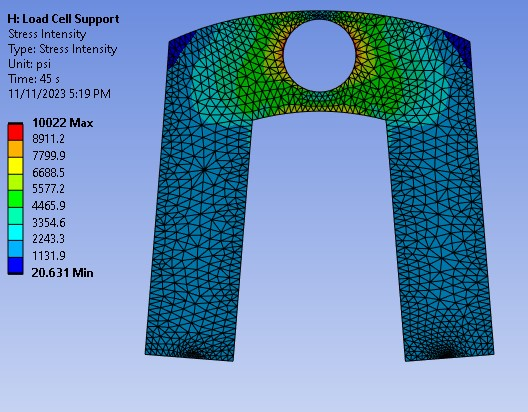 H: Load Cell Support
Stress Intensity
Type: Stress Intensity
Unit: psi
Time: 45 s
11/11/2023 5:19 PM
10022 Max
8911.2
7799.9
6688.5
5577.2
4465.9
3354.6
2243.3
1131.9
20.631 Min